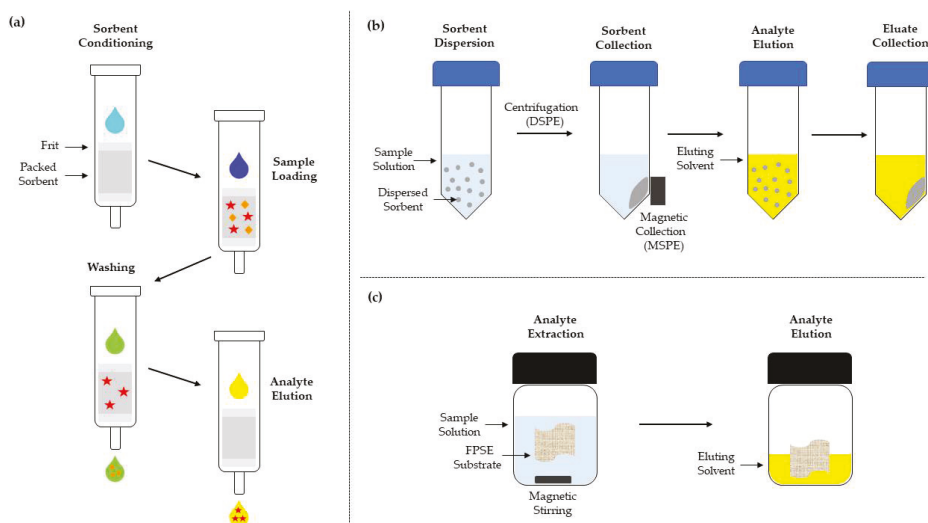 (a)
Sorbent
Conditioning
Frit
Packed
Sorbent
Sample
Loading
Washing
Analyte
Elution
(b)
Sorbent
Dispersion
Centrifugation
(DSPE)
Sorbent
Collection
Analyte
Elution
Eluate
Collection
Sample
Solution
Dispersed
Sorbent
Magnetic
Collection
(MSPE)
Eluting
Solvent
(c)
Analyte
Extraction
Analyte
Elution
Sample
Solution
FPSE
Substrate
Magnetic
Stirring
Eluting
Solvent